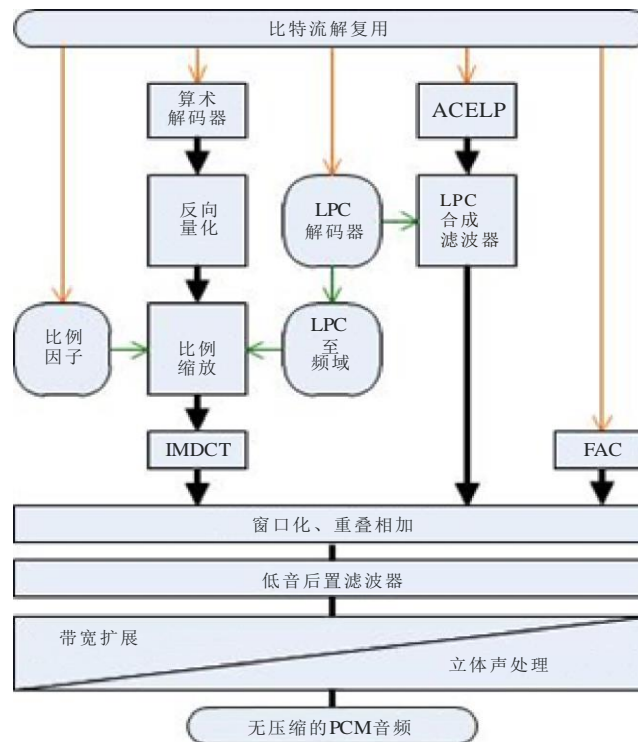 比特流解复用
算术
解码器
ACELP
反向
量化
LPC
解码器
LPC
合成
滤波器
比例
因子
比例
缩放
LPC
至
频域
IMDCT
FAC
窗口化、重叠相加
低音后置滤波器
带宽扩展
立体声处理
无压缩的PCM音频